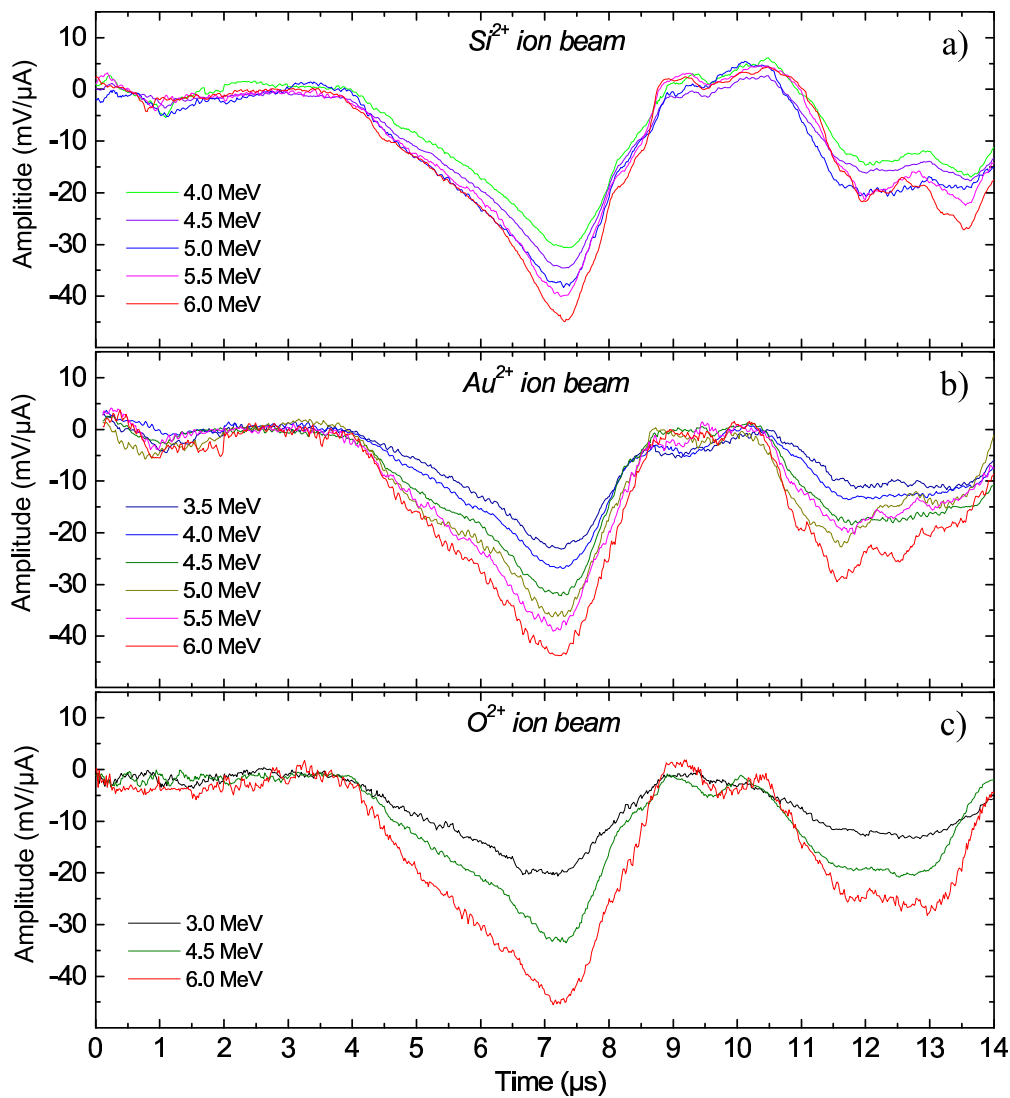 Si²⁺ ion beam
a)
10
0
-10
-20
-30
-40
Amplitide (mV/μA)
4.0 MeV
4.5 MeV
5.0 MeV
5.5 MeV
6.0 MeV
Au²⁺ ion beam
b)
10
0
-10
-20
-30
-40
Amplitude (mV/μA)
3.5 MeV
4.0 MeV
4.5 MeV
5.0 MeV
5.5 MeV
6.0 MeV
O²⁺ ion beam
c)
10
0
-10
-20
-30
-40
Amplitude (mV/μA)
3.0 MeV
4.5 MeV
6.0 MeV
0 1 2 3 4 5 6 7 8 9 10 11 12 13 14
Time (μs)